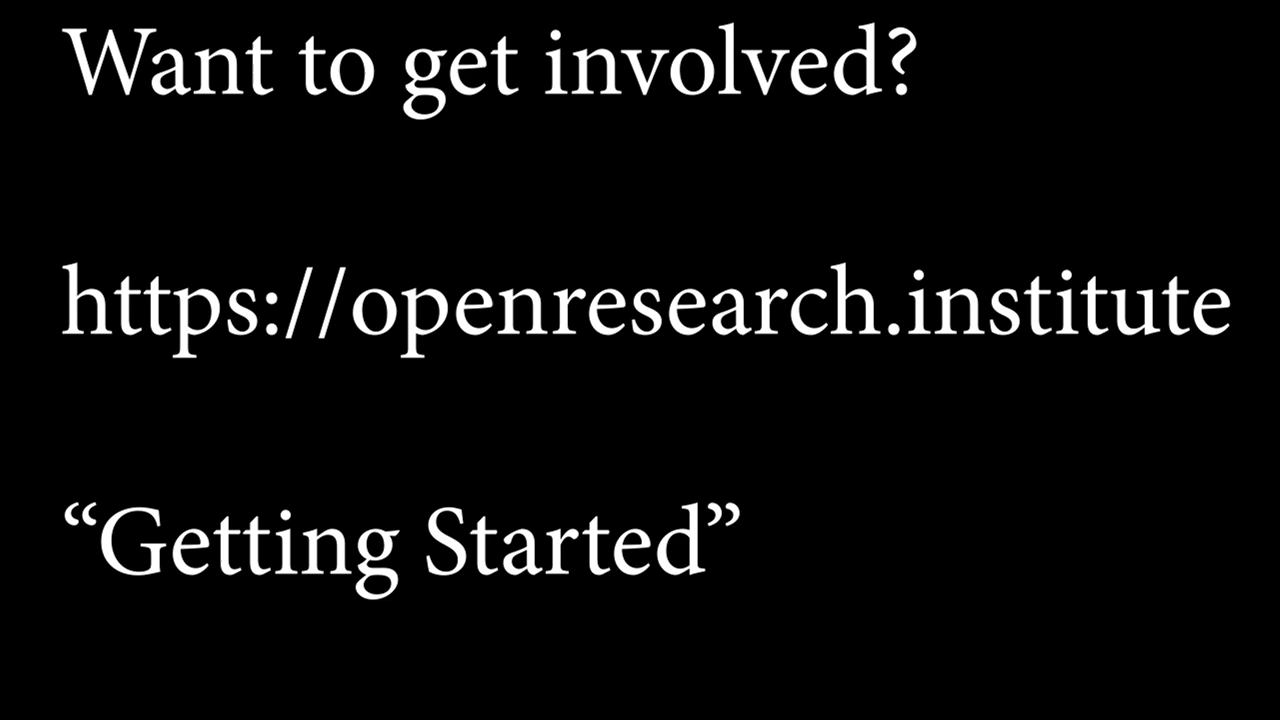 Want to get involved?
https://openresearch.institute
“Getting Started”